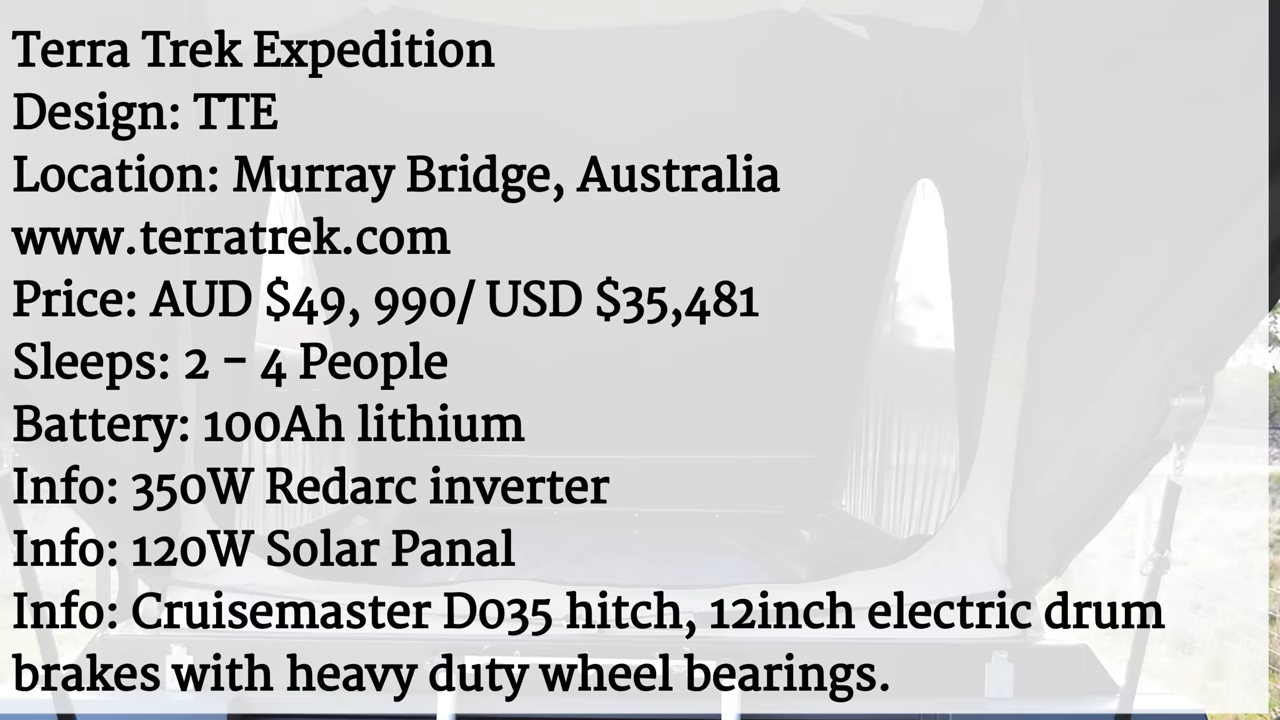 Terra Trek Expedition
Design: TTE
Location: Murray Bridge, Australia
www.terratrek.com
Price: AUD $49, 990/ USD $35,481
Sleeps: 2 – 4 People
Battery: 100Ah lithium
Info: 350W Redarc inverter
Info: 120W Solar Panal
Info: Cruisemaster D035 hitch, 12inch electric drum
brakes with heavy duty wheel bearings.